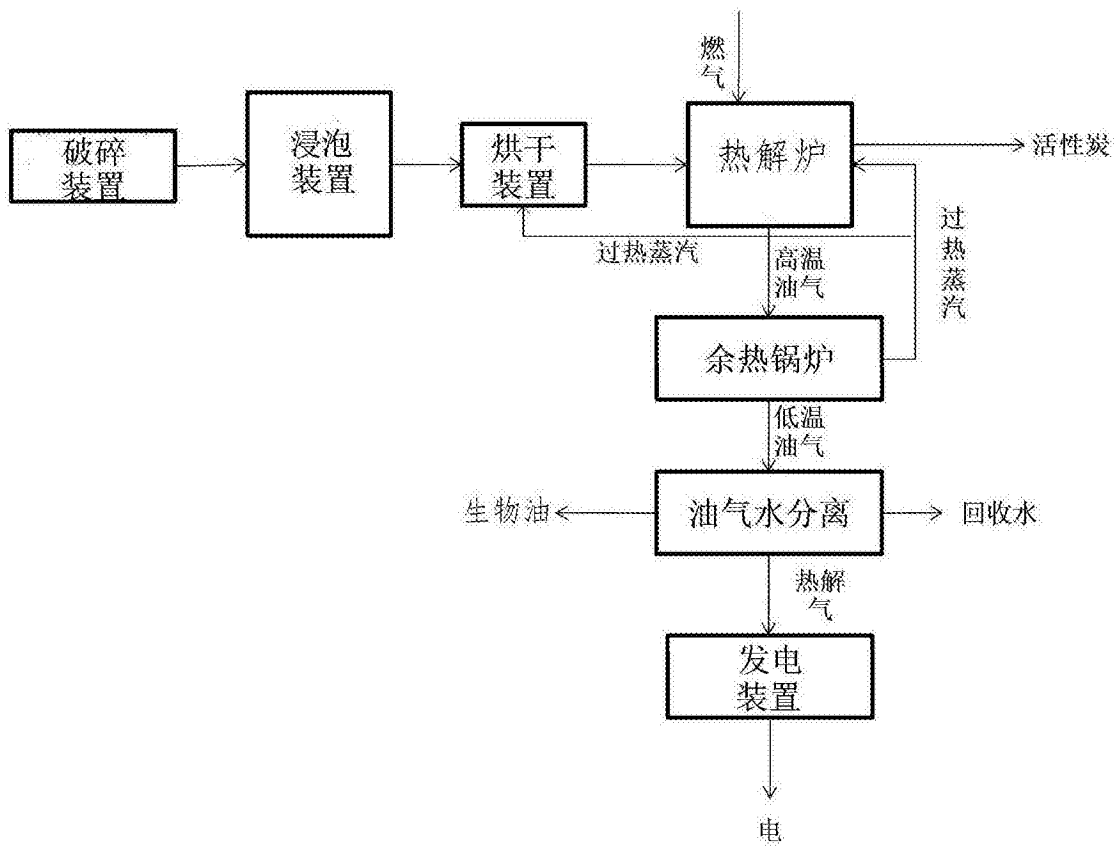 燃
气
破碎
装置
浸泡
装置
烘干
装置
热解炉
活性炭
过热蒸汽
高温
油气
过
热
蒸
汽
余热锅炉
低温
油气
生物油
油气水分离
回收水
热解
气
发电
装置
电